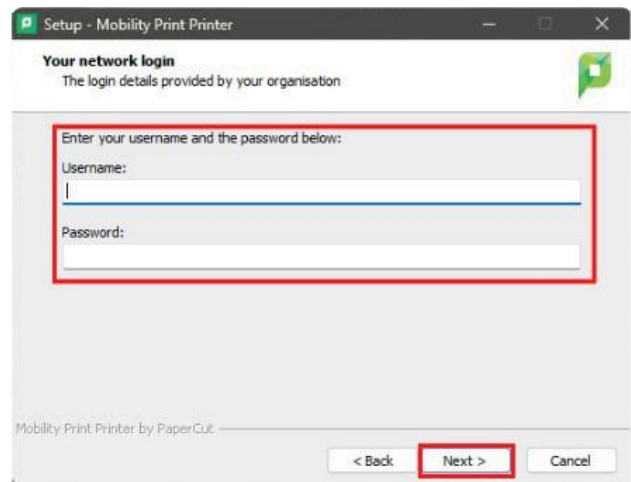 Setup - Mobility Print Printer
Your network login
The login details provided by your organisation
Enter your username and the password below:
Username:
Password:
Mobility Print Printer by PaperCut
< Back Next > Cancel